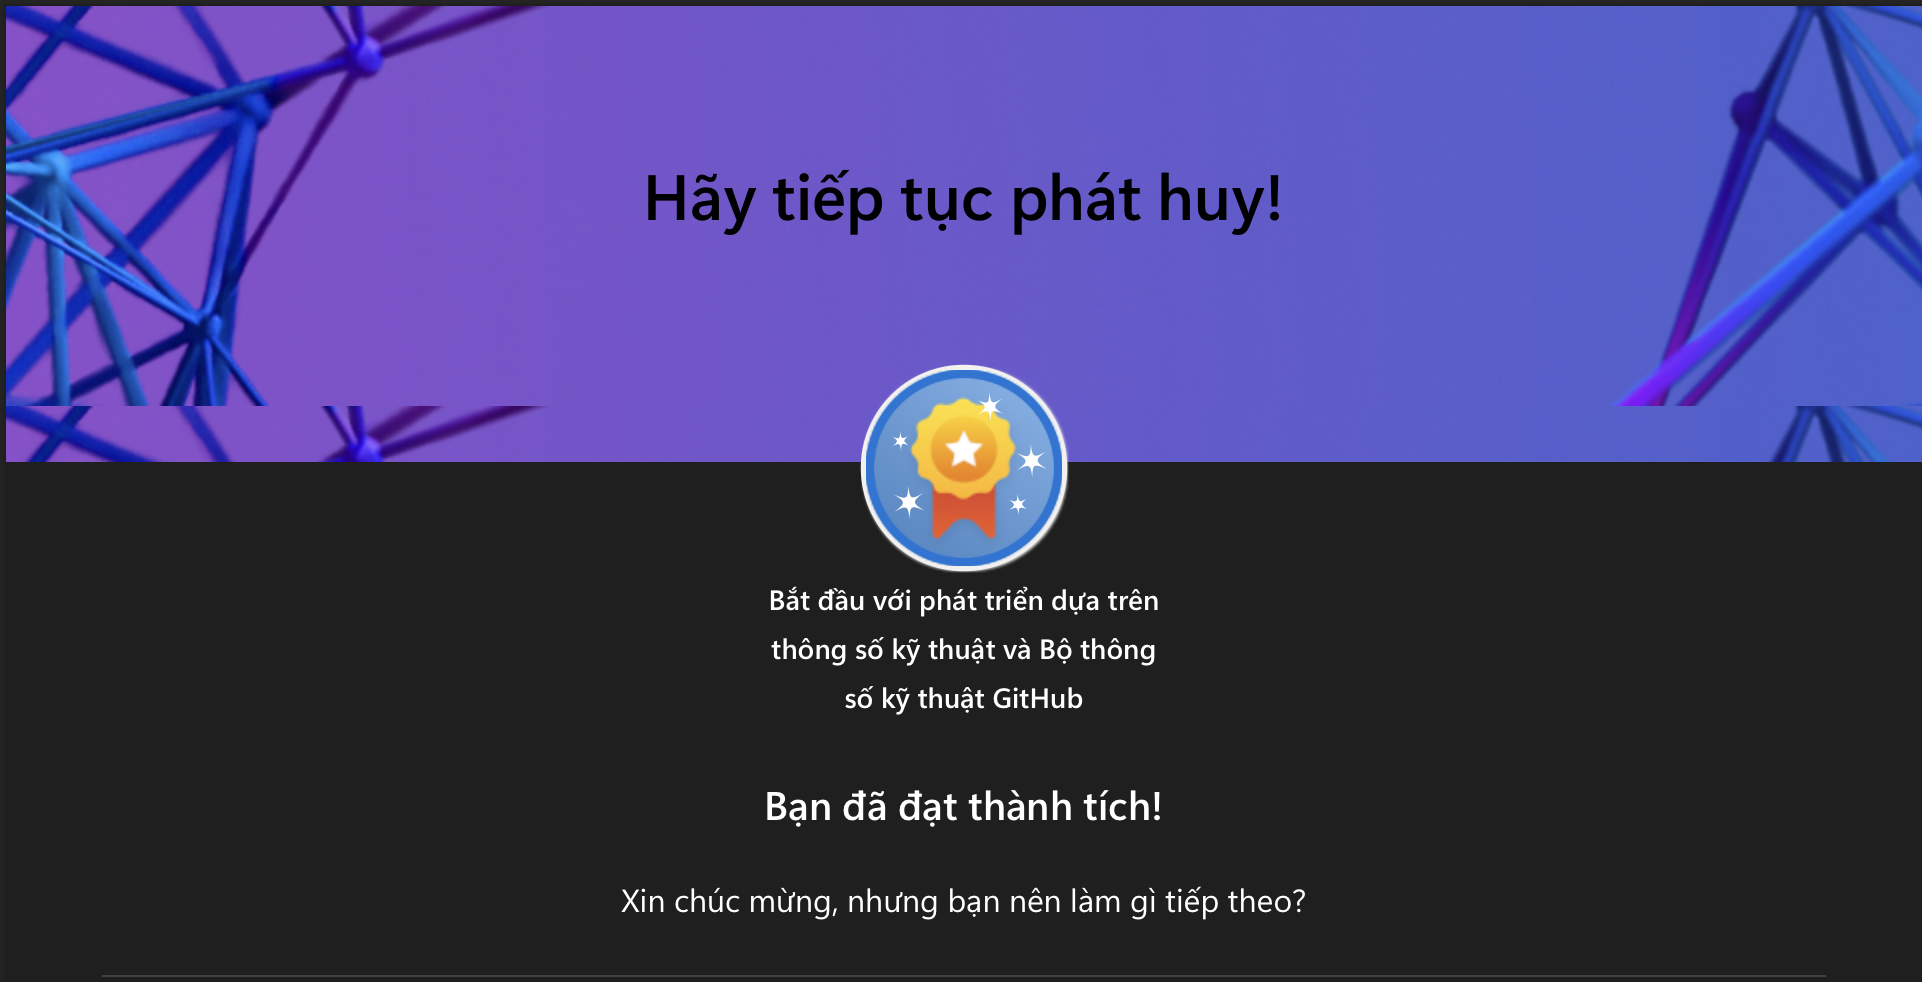 Hãy tiếp tục phát huy!
Bắt đầu với phát triển dựa trên
thông số kỹ thuật và Bộ thông
số kỹ thuật GitHub
Bạn đã đạt thành tích!
Xin chúc mừng, nhưng bạn nên làm gì tiếp theo?